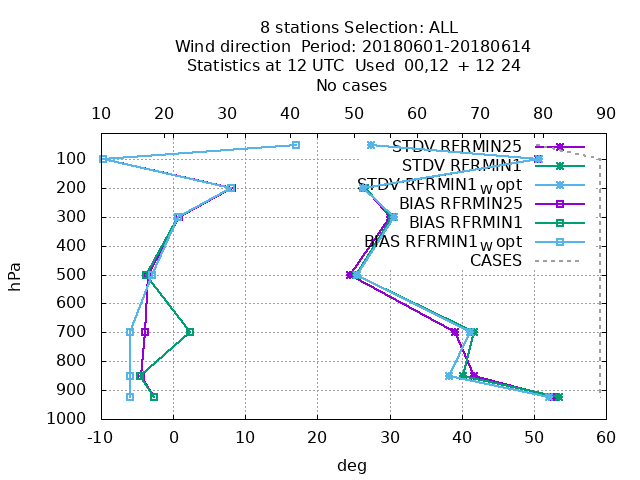 8 stations Selection: ALL
Wind direction  Period: 20180601-20180614
Statistics at 12 UTC  Used  00,12  + 12 24
No cases
10 20 30 40 50 60 70 80 90
STDV RFRMIN25
STDV RFRMIN1
STDV RFRMIN1_w opt
BIAS RFRMIN25
BIAS RFRMIN1
BIAS RFRMIN1_w opt
CASES
hPa
100
200
300
400
500
600
700
800
900
1000
-10 0 10 20 30 40 50 60
deg